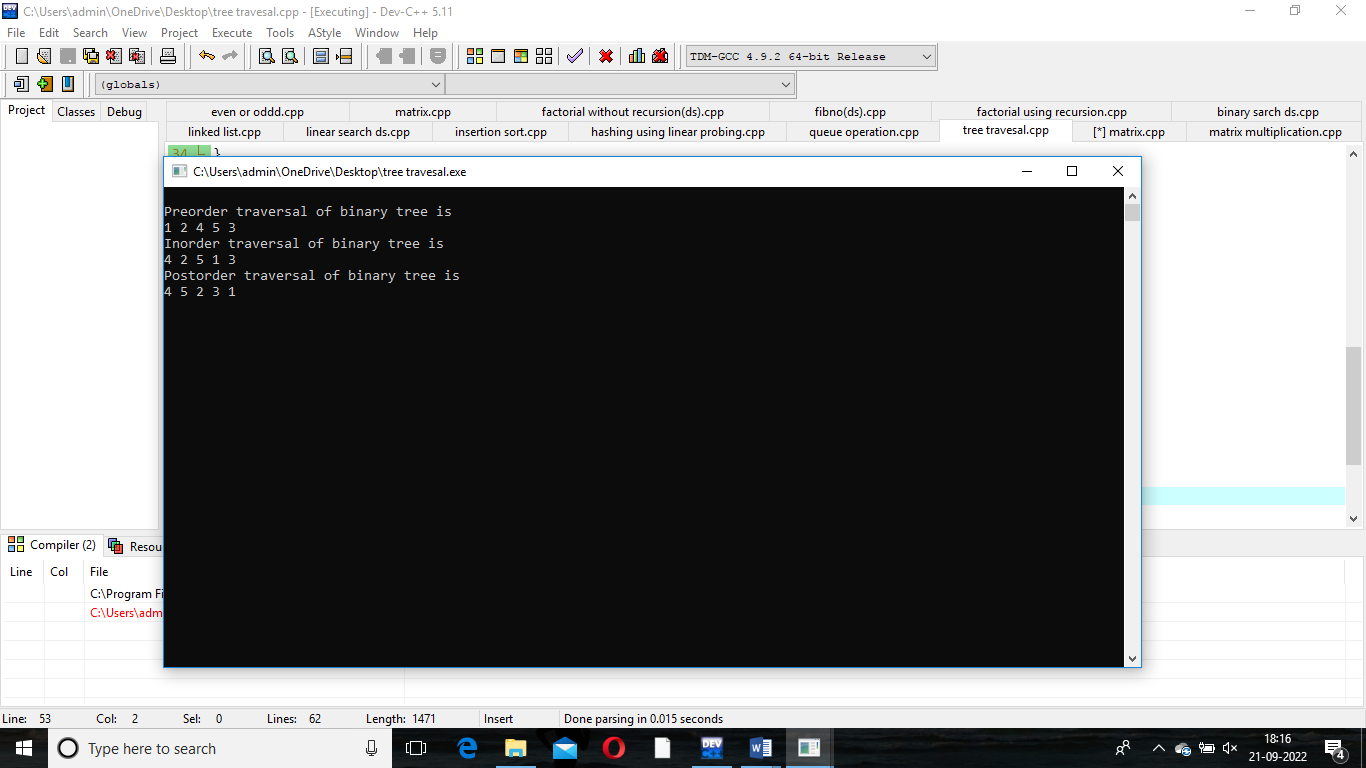 C:\Users\admin\OneDrive\Desktop\tree travesal.cpp - [Executing] - Dev-C++ 5.11
File Edit Search View Project Execute Tools AStyle Window Help
TDM-GCC 4.9.2 64-bit Release
(globals)
Project Classes Debug
even or oddd.cpp matrix.cpp factorial without recursion(ds).cpp fibno(ds).cpp factorial using recursion.cpp binary sarch ds.cpp
linked list.cpp linear search ds.cpp insertion sort.cpp hashing using linear probing.cpp queue operation.cpp tree travesal.cpp [*] matrix.cpp matrix multiplication.cpp
34 }
C:\Users\admin\OneDrive\Desktop\tree travesal.exe
Preorder traversal of binary tree is
1 2 4 5 3
Inorder traversal of binary tree is
4 2 5 1 3
Postorder traversal of binary tree is
4 5 2 3 1
Compiler (2) Resou
Line Col File
C:\Program Fi
C:\Users\adm
Line: 53 Col: 2 Sel: 0 Lines: 62 Length: 1471 Insert Done parsing in 0.015 seconds
Type here to search
DEV
18:16
21-09-2022
4